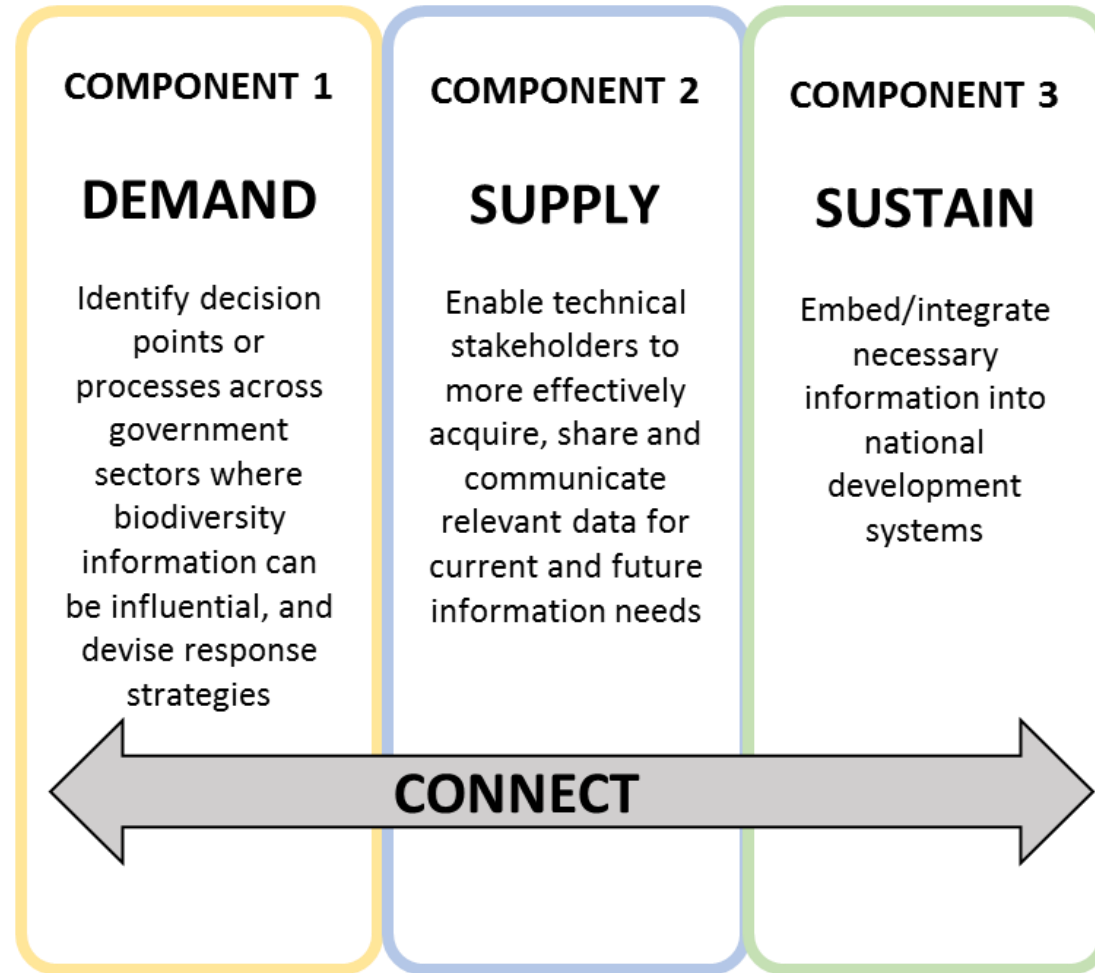 COMPONENT 1
DEMAND
Identify decision
points or
processes across
government
sectors where
biodiversity
information can
be influential, and
devise response
strategies
COMPONENT 2
SUPPLY
Enable technical
stakeholders to
more effectively
acquire, share and
communicate
relevant data for
current and future
information needs
COMPONENT 3
SUSTAIN
Embed/integrate
necessary
information into
national
development
systems
CONNECT